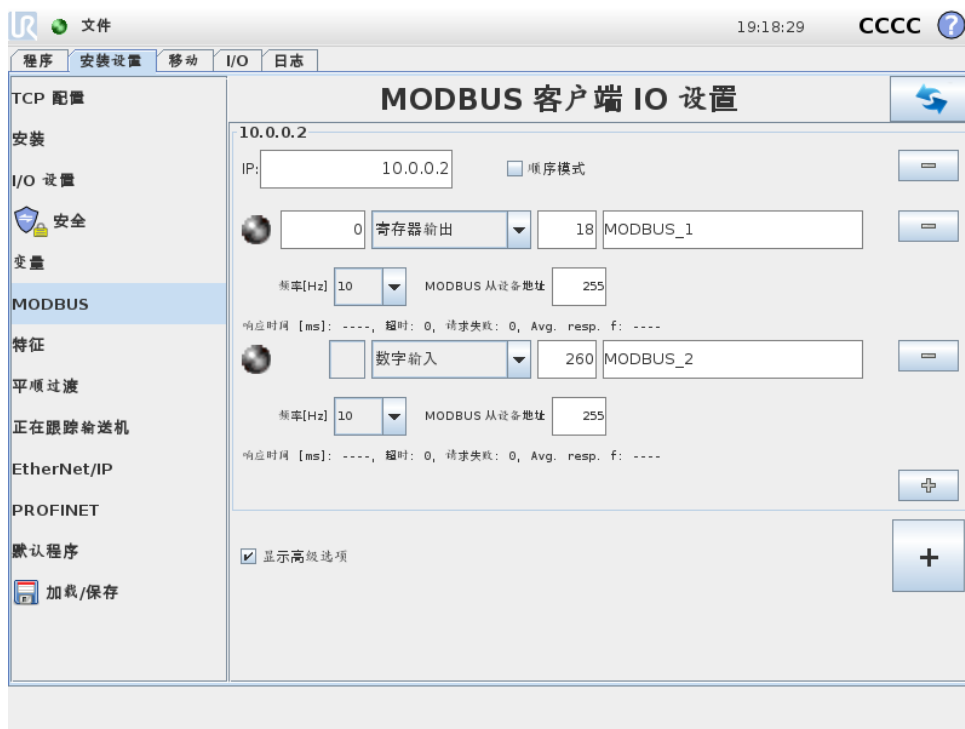 UR 文件 19:18:29 CCCC ?
程序 安装设置 移动 I/O 日志
TCP 配置
安装
I/O 设置
安全
变量
MODBUS
特征
平顺过渡
正在跟踪输送机
EtherNet/IP
PROFINET
默认程序
加载/保存
MODBUS 客户端 IO 设置
10.0.0.2
IP: 10.0.0.2 顺序模式
0 寄存器输出 18 MODBUS_1
频率[Hz] 10 MODBUS 从设备地址 255
响应时间 [ms]: ----, 超时: 0, 请求失败: 0, Avg. resp. f: ----
数字输入 260 MODBUS_2
频率[Hz] 10 MODBUS 从设备地址 255
响应时间 [ms]: ----, 超时: 0, 请求失败: 0, Avg. resp. f: ----
显示高级选项